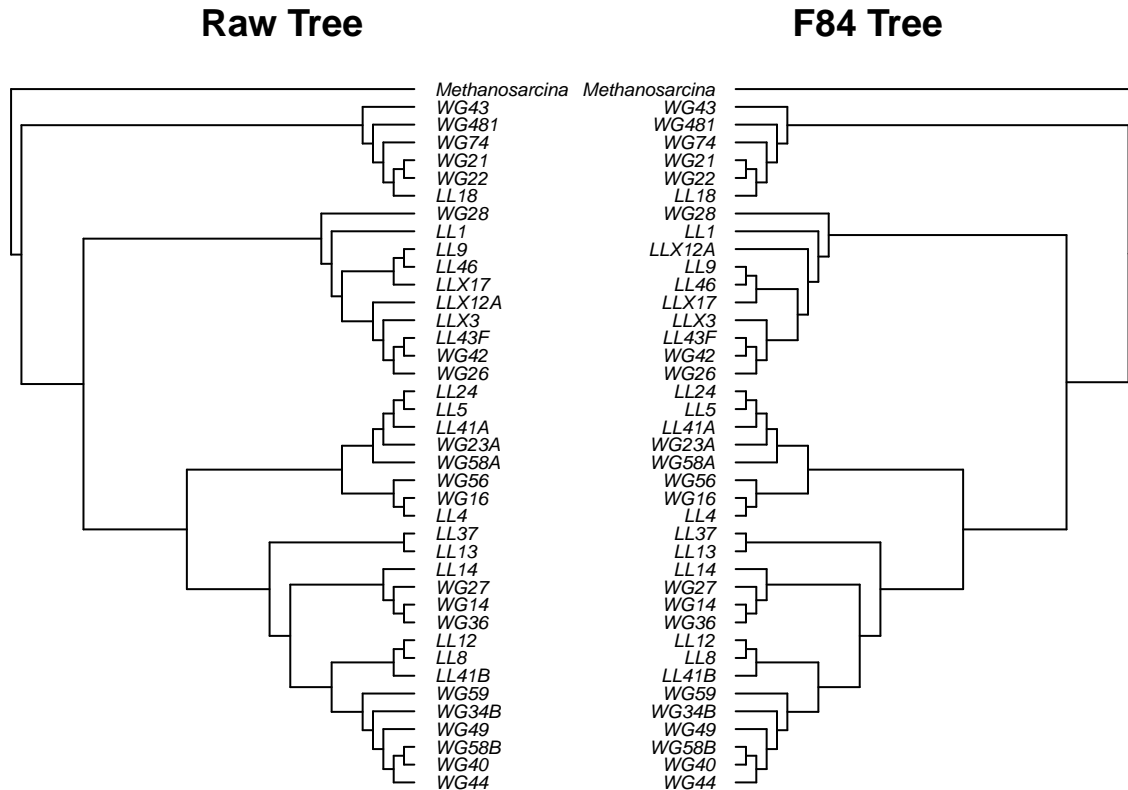 Raw Tree F84 Tree
Methanosarcina Methanosarcina
WG43 WG43
WG481 WG481
WG74 WG74
WG21 WG21
WG22 WG22
LL18 LL18
WG28 WG28
LL1 LL1
LL9 LLX12A
LL46 LL9
LLX17 LL46
LLX12A LLX17
LLX3 LLX3
LL43F LL43F
WG42 WG42
WG26 WG26
LL24 LL24
LL5 LL5
LL41A LL41A
WG23A WG23A
WG58A WG58A
WG56 WG56
WG16 WG16
LL4 LL4
LL37 LL37
LL13 LL13
LL14 LL14
WG27 WG27
WG14 WG14
WG36 WG36
LL12 LL12
LL8 LL8
LL41B LL41B
WG59 WG59
WG34B WG34B
WG49 WG49
WG58B WG58B
WG40 WG40
WG44 WG44